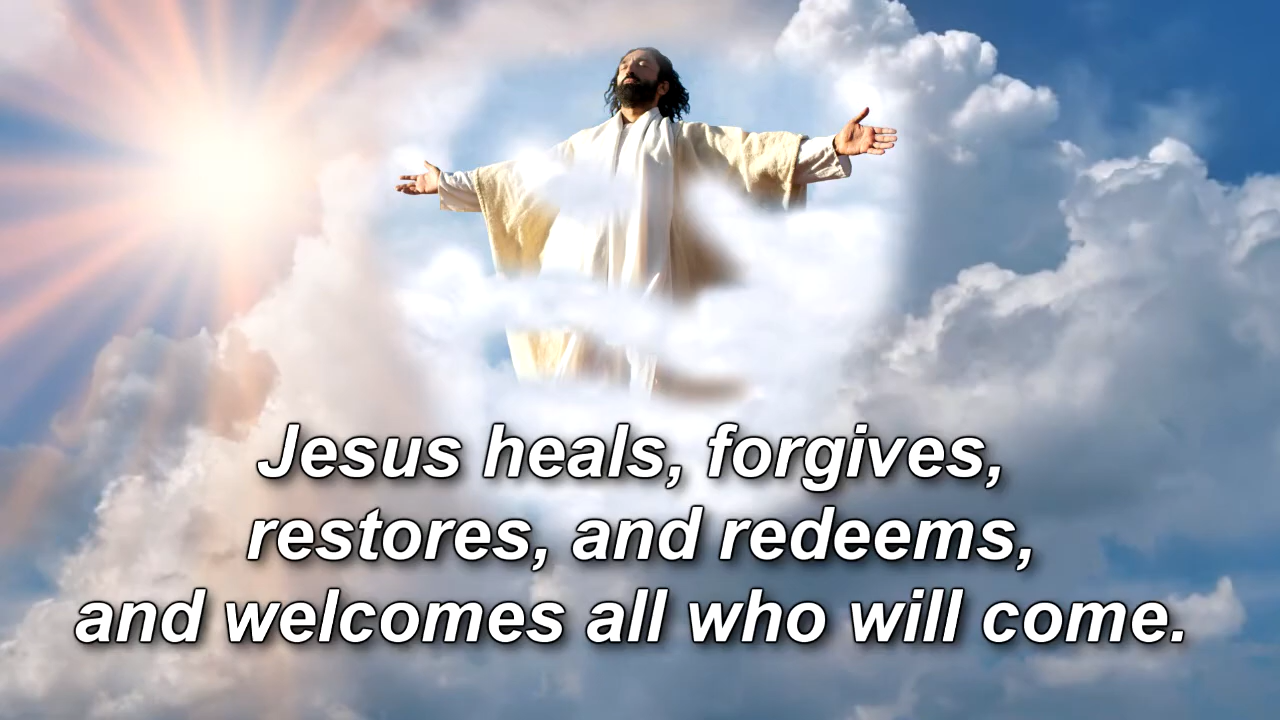 Jesus heals, forgives,
restores, and redeems,
and welcomes all who will come.